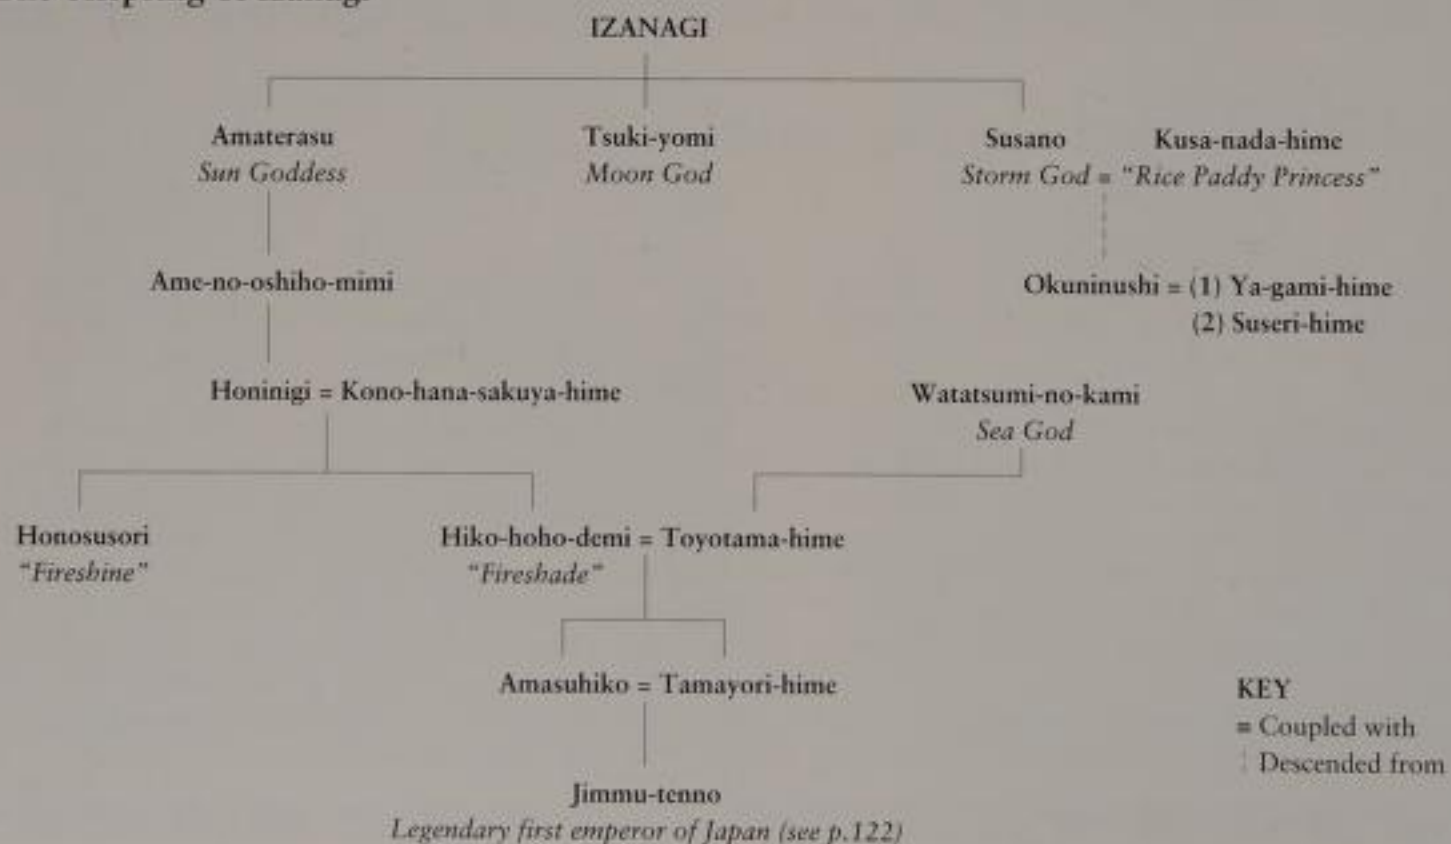 IZANAGI
Amaterasu
Sun Goddess
Tsuki-yomi
Moon God
Susano Kusa-nada-hime
Storm God = "Rice Paddy Princess"
Ame-no-oshiho-mimi
Okuninushi = (1) Ya-gami-hime
(2) Suseri-hime
Honinigi = Kono-hana-sakuya-hime
Watatsumi-no-kami
Sea God
Honosusori
"Fireshine"
Hiko-hoho-demi = Toyotama-hime
"Fireshade"
Amasuhiko = Tamayori-hime
Jimmu-tenno
Legendary first emperor of Japan (see p.122)
KEY
= Coupled with
Descended from